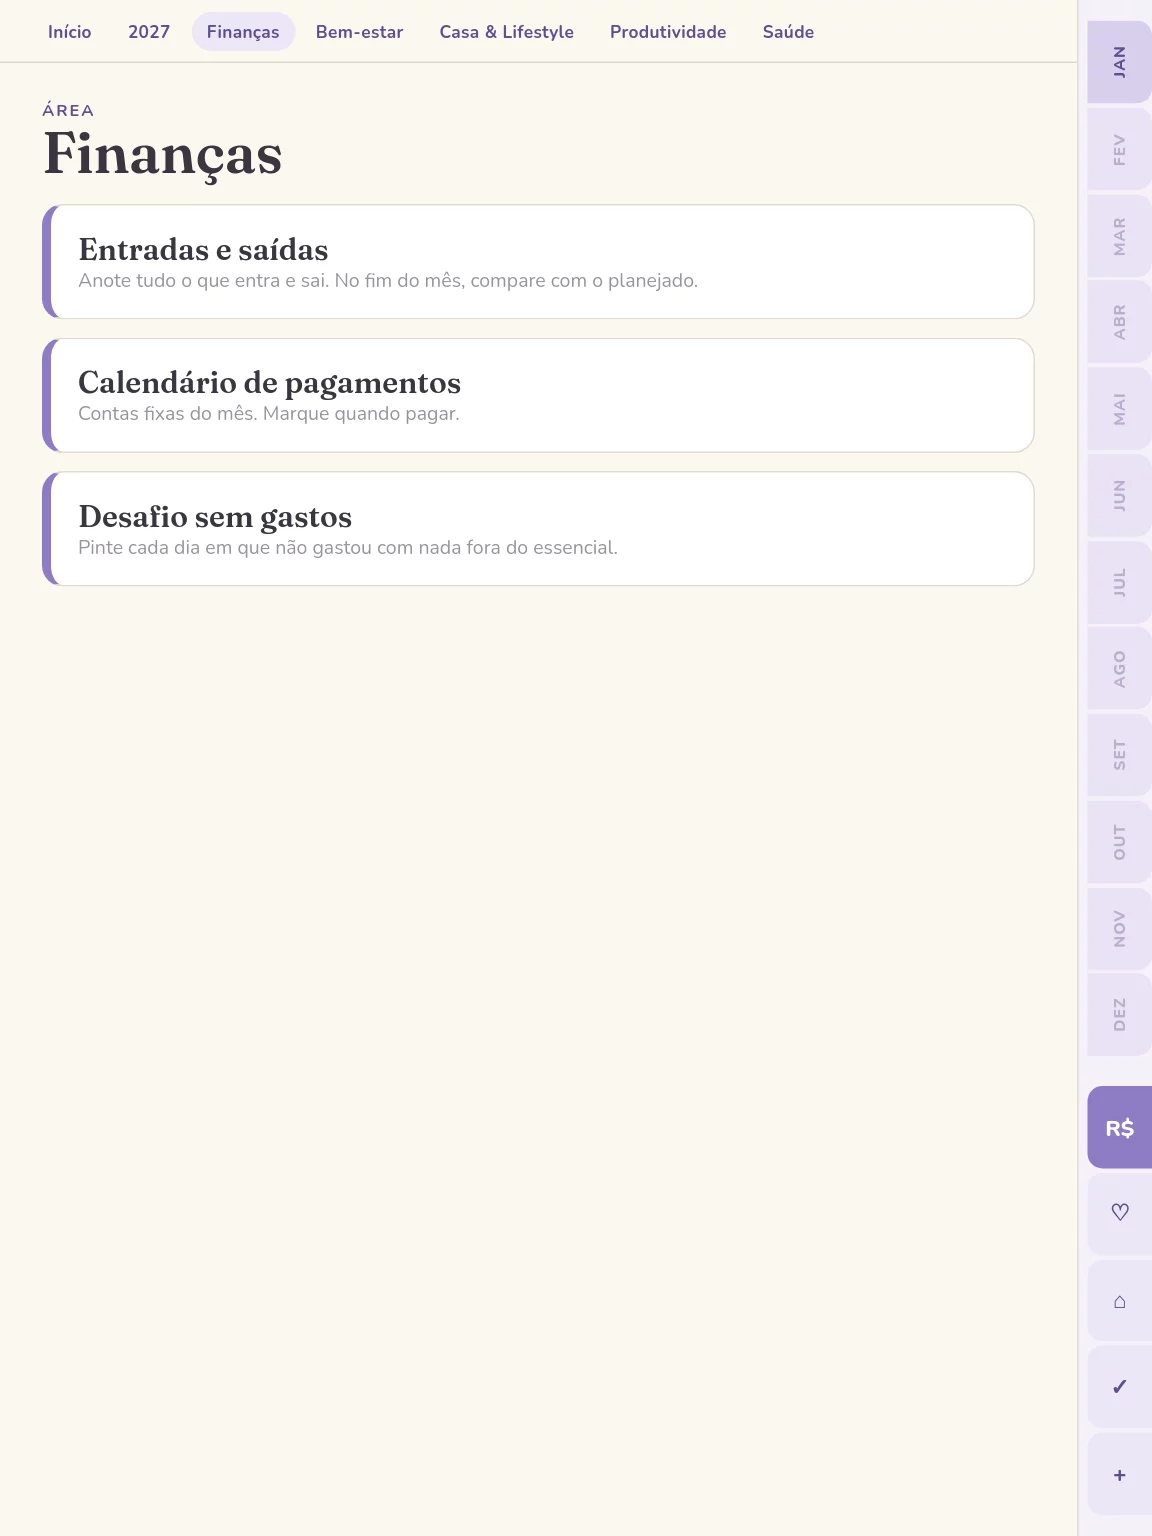 Início 2027 Finanças Bem-estar Casa & Lifestyle Produtividade Saúde
ÁREA
Finanças
Entradas e saídas
Anote tudo o que entra e sai. No fim do mês, compare com o planejado.
Calendário de pagamentos
Contas fixas do mês. Marque quando pagar.
Desafio sem gastos
Pinte cada dia em que não gastou com nada fora do essencial.
JAN
FEV
MAR
ABR
MAI
JUN
JUL
AGO
SET
OUT
NOV
DEZ
R$
♡
⌂
✓
+